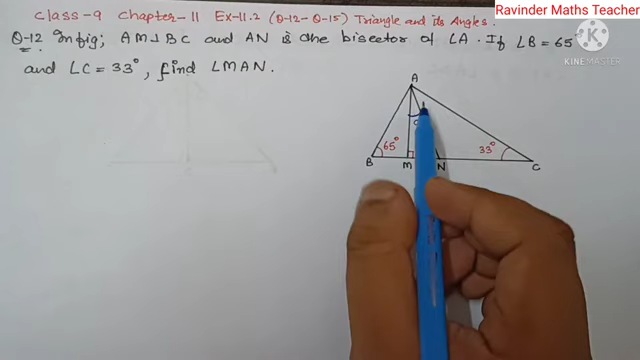 Ravinder Maths Teacher
Class-9 Chapter-11 Ex-11.2 (Q-12-Q-15) Triangle and its Angles.
KINEMASTER
Q-12 In fig; AM⊥BC and AN is the bisector of ∠A. If ∠B = 65
and ∠C = 33°, find ∠MAN.
A
65°
33°
B
M
N
C